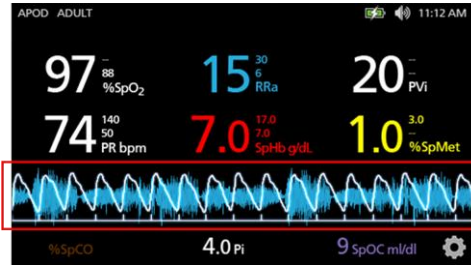 APOD ADULT 11:12 AM
97 -- 88 %SpO₂ 15 30 6 RRa 20 -- -- PVi
74 140 50 PR bpm 7.0 17.0 7.0 SpHb g/dL 1.0 3.0 -- %SpMet
%SpCO 4.0 Pi 9 SpOC ml/dl